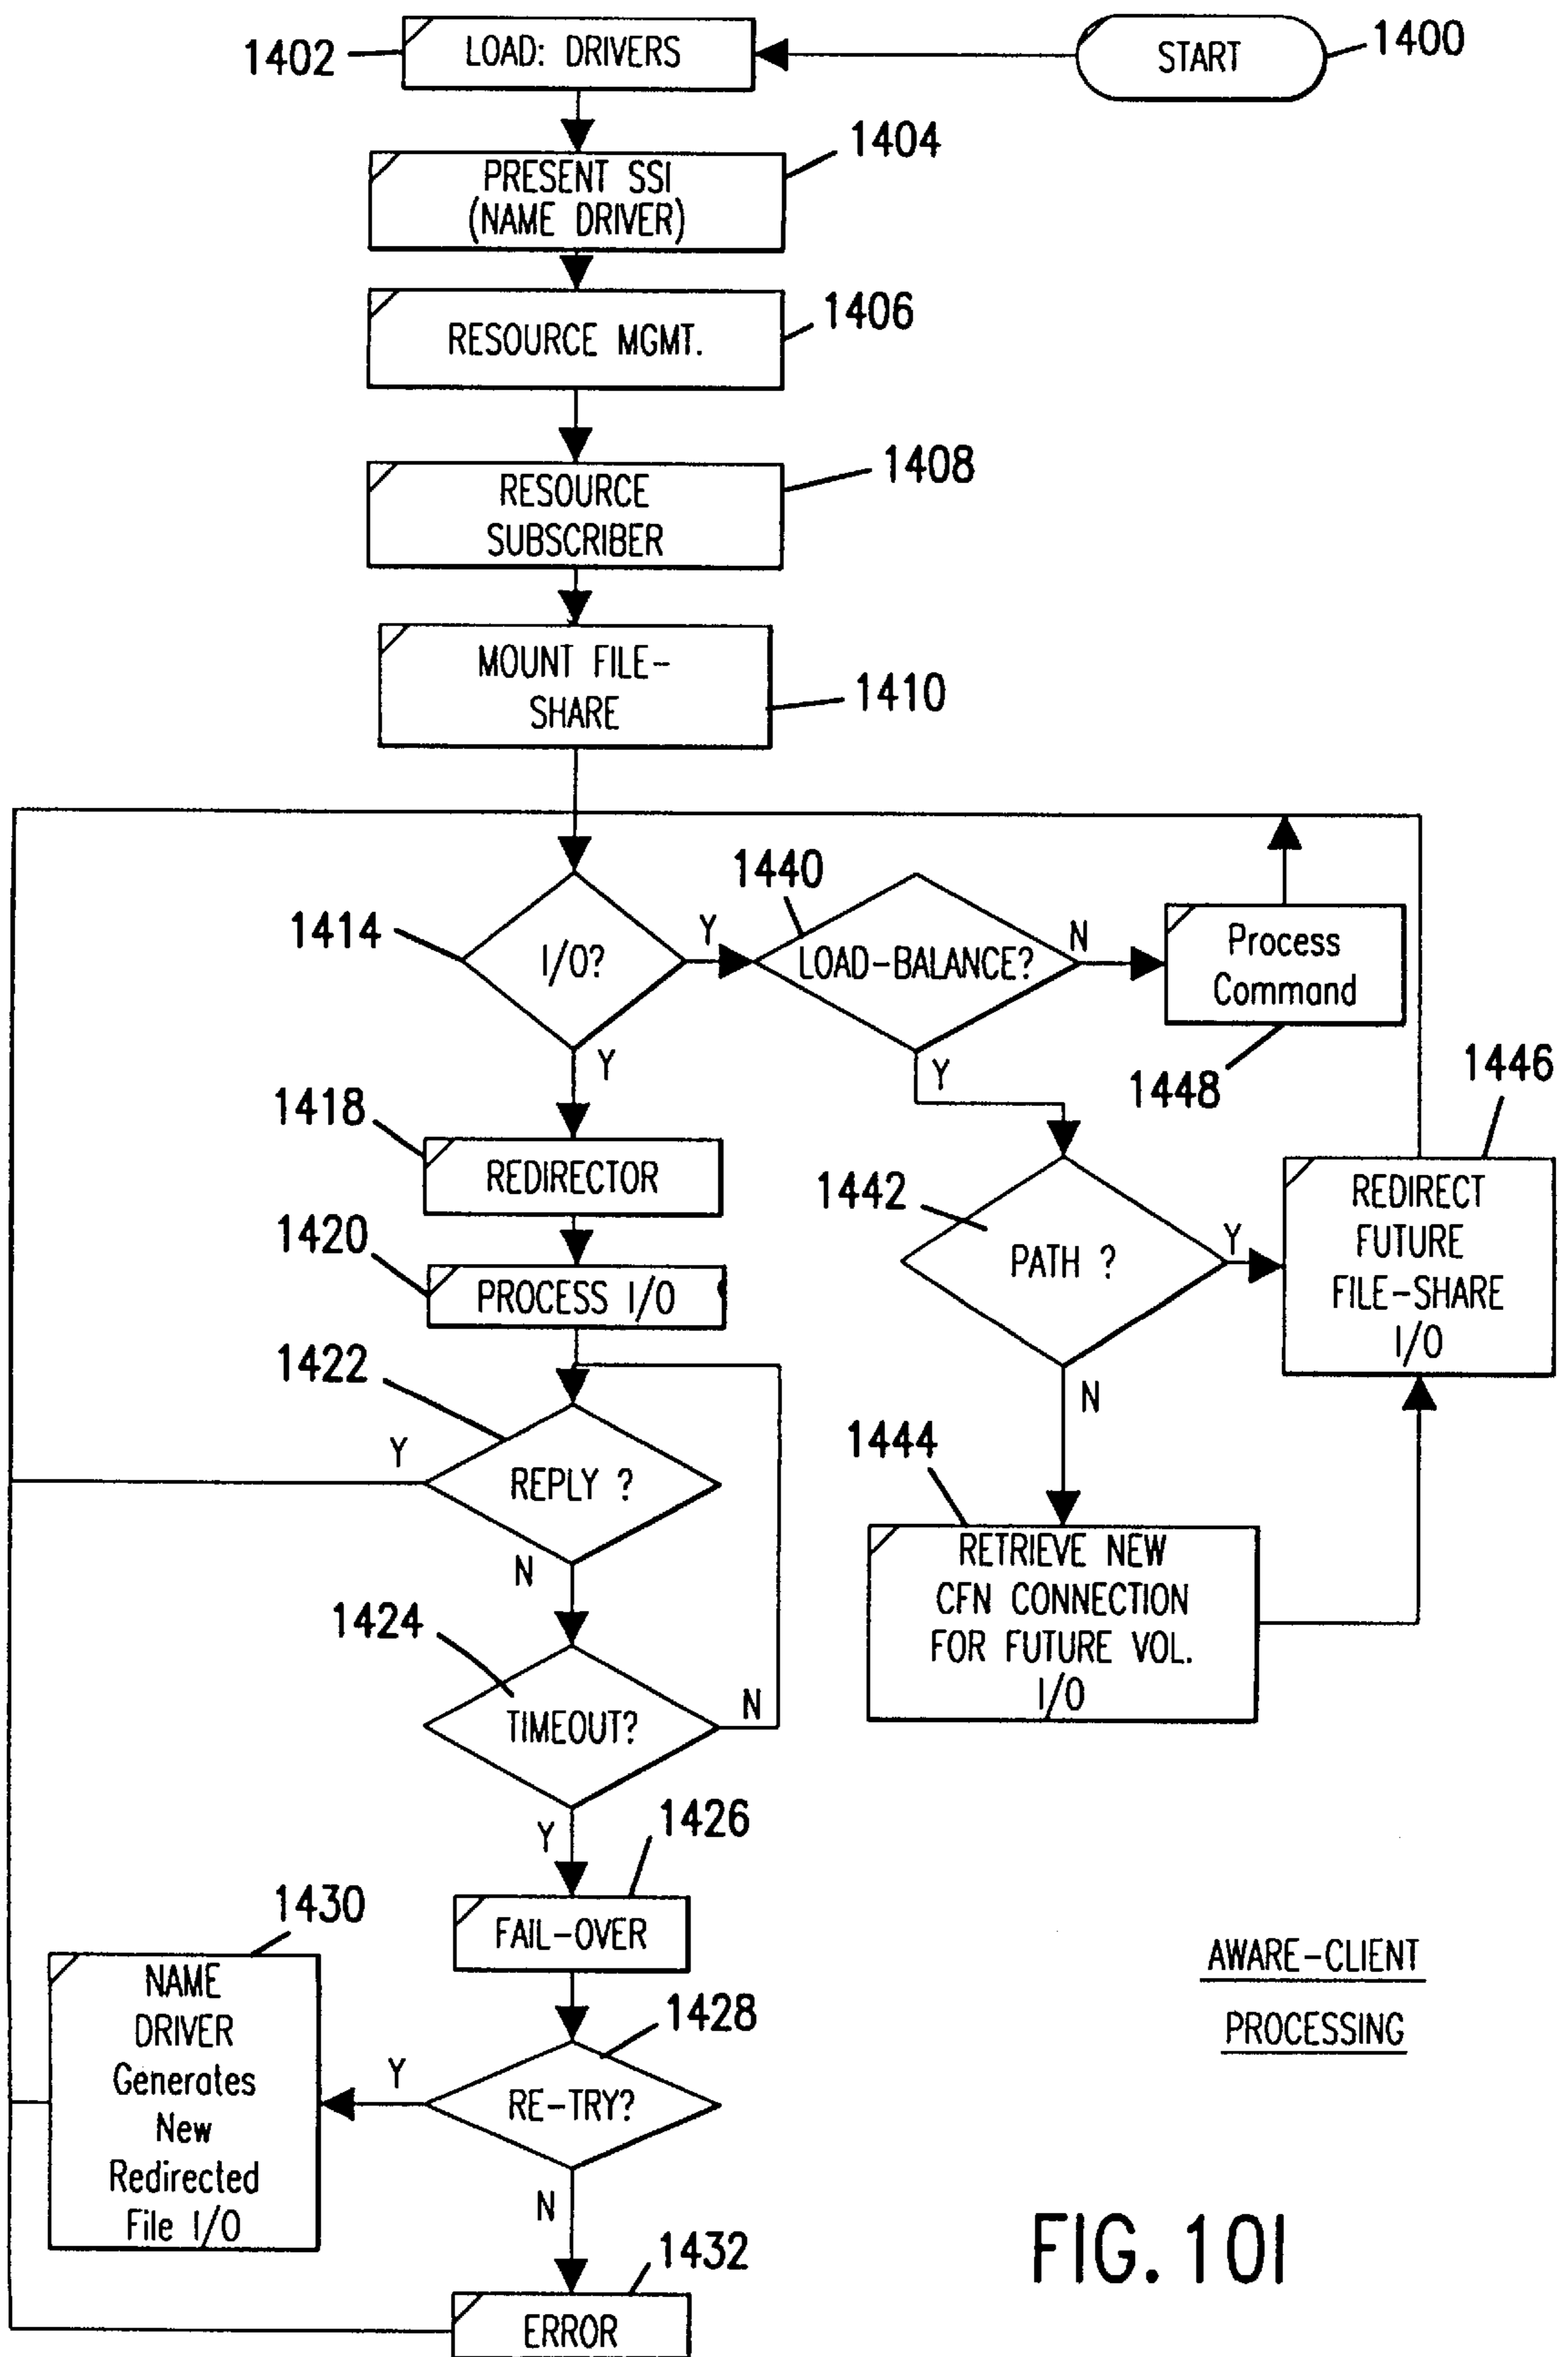 1402
LOAD: DRIVERS
START
1400
1404
PRESENT SSI
(NAME DRIVER)
1406
RESOURCE MGMT.
1408
RESOURCE
SUBSCRIBER
MOUNT FILE-
SHARE
1410
1440
1414
I/O?
Y
LOAD-BALANCE?
N
Process
Command
Y
Y
1448
1446
1418
REDIRECTOR
1442
PATH ?
Y
REDIRECT
FUTURE
FILE-SHARE
I/O
1420
PROCESS I/O
1422
Y
REPLY ?
N
N
1444
RETRIEVE NEW
CFN CONNECTION
FOR FUTURE VOL.
I/O
1424
TIMEOUT?
N
Y
1426
FAIL-OVER
1430
NAME
DRIVER
Generates
New
Redirected
File I/O
1428
Y
RE-TRY?
N
1432
ERROR
AWARE-CLIENT
PROCESSING
FIG. 10I